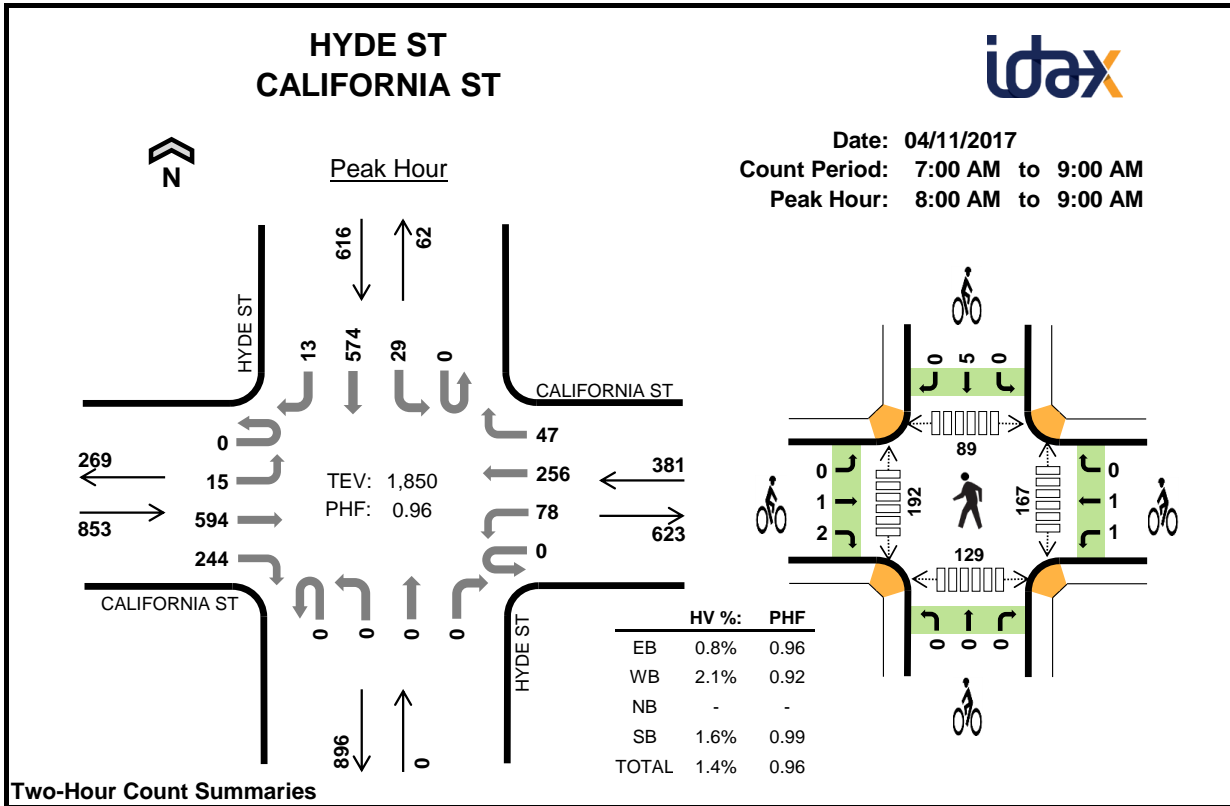 HYDE ST
CALIFORNIA ST
idax
N
Peak Hour
Date: 04/11/2017
Count Period: 7:00 AM to 9:00 AM
Peak Hour: 8:00 AM to 9:00 AM
616
62
HYDE ST
13
574
29
0
CALIFORNIA ST
0
15
594
244
269
853
TEV: 1,850
PHF: 0.96
47
256
78
0
381
623
CALIFORNIA ST
0
0
0
0
HYDE ST
896
0
HV %: PHF
EB 0.8% 0.96
WB 2.1% 0.92
NB - -
SB 1.6% 0.99
TOTAL 1.4% 0.96
0
5
0
89
0
1
2
192
167
0
1
1
129
0
0
0
Two-Hour Count Summaries